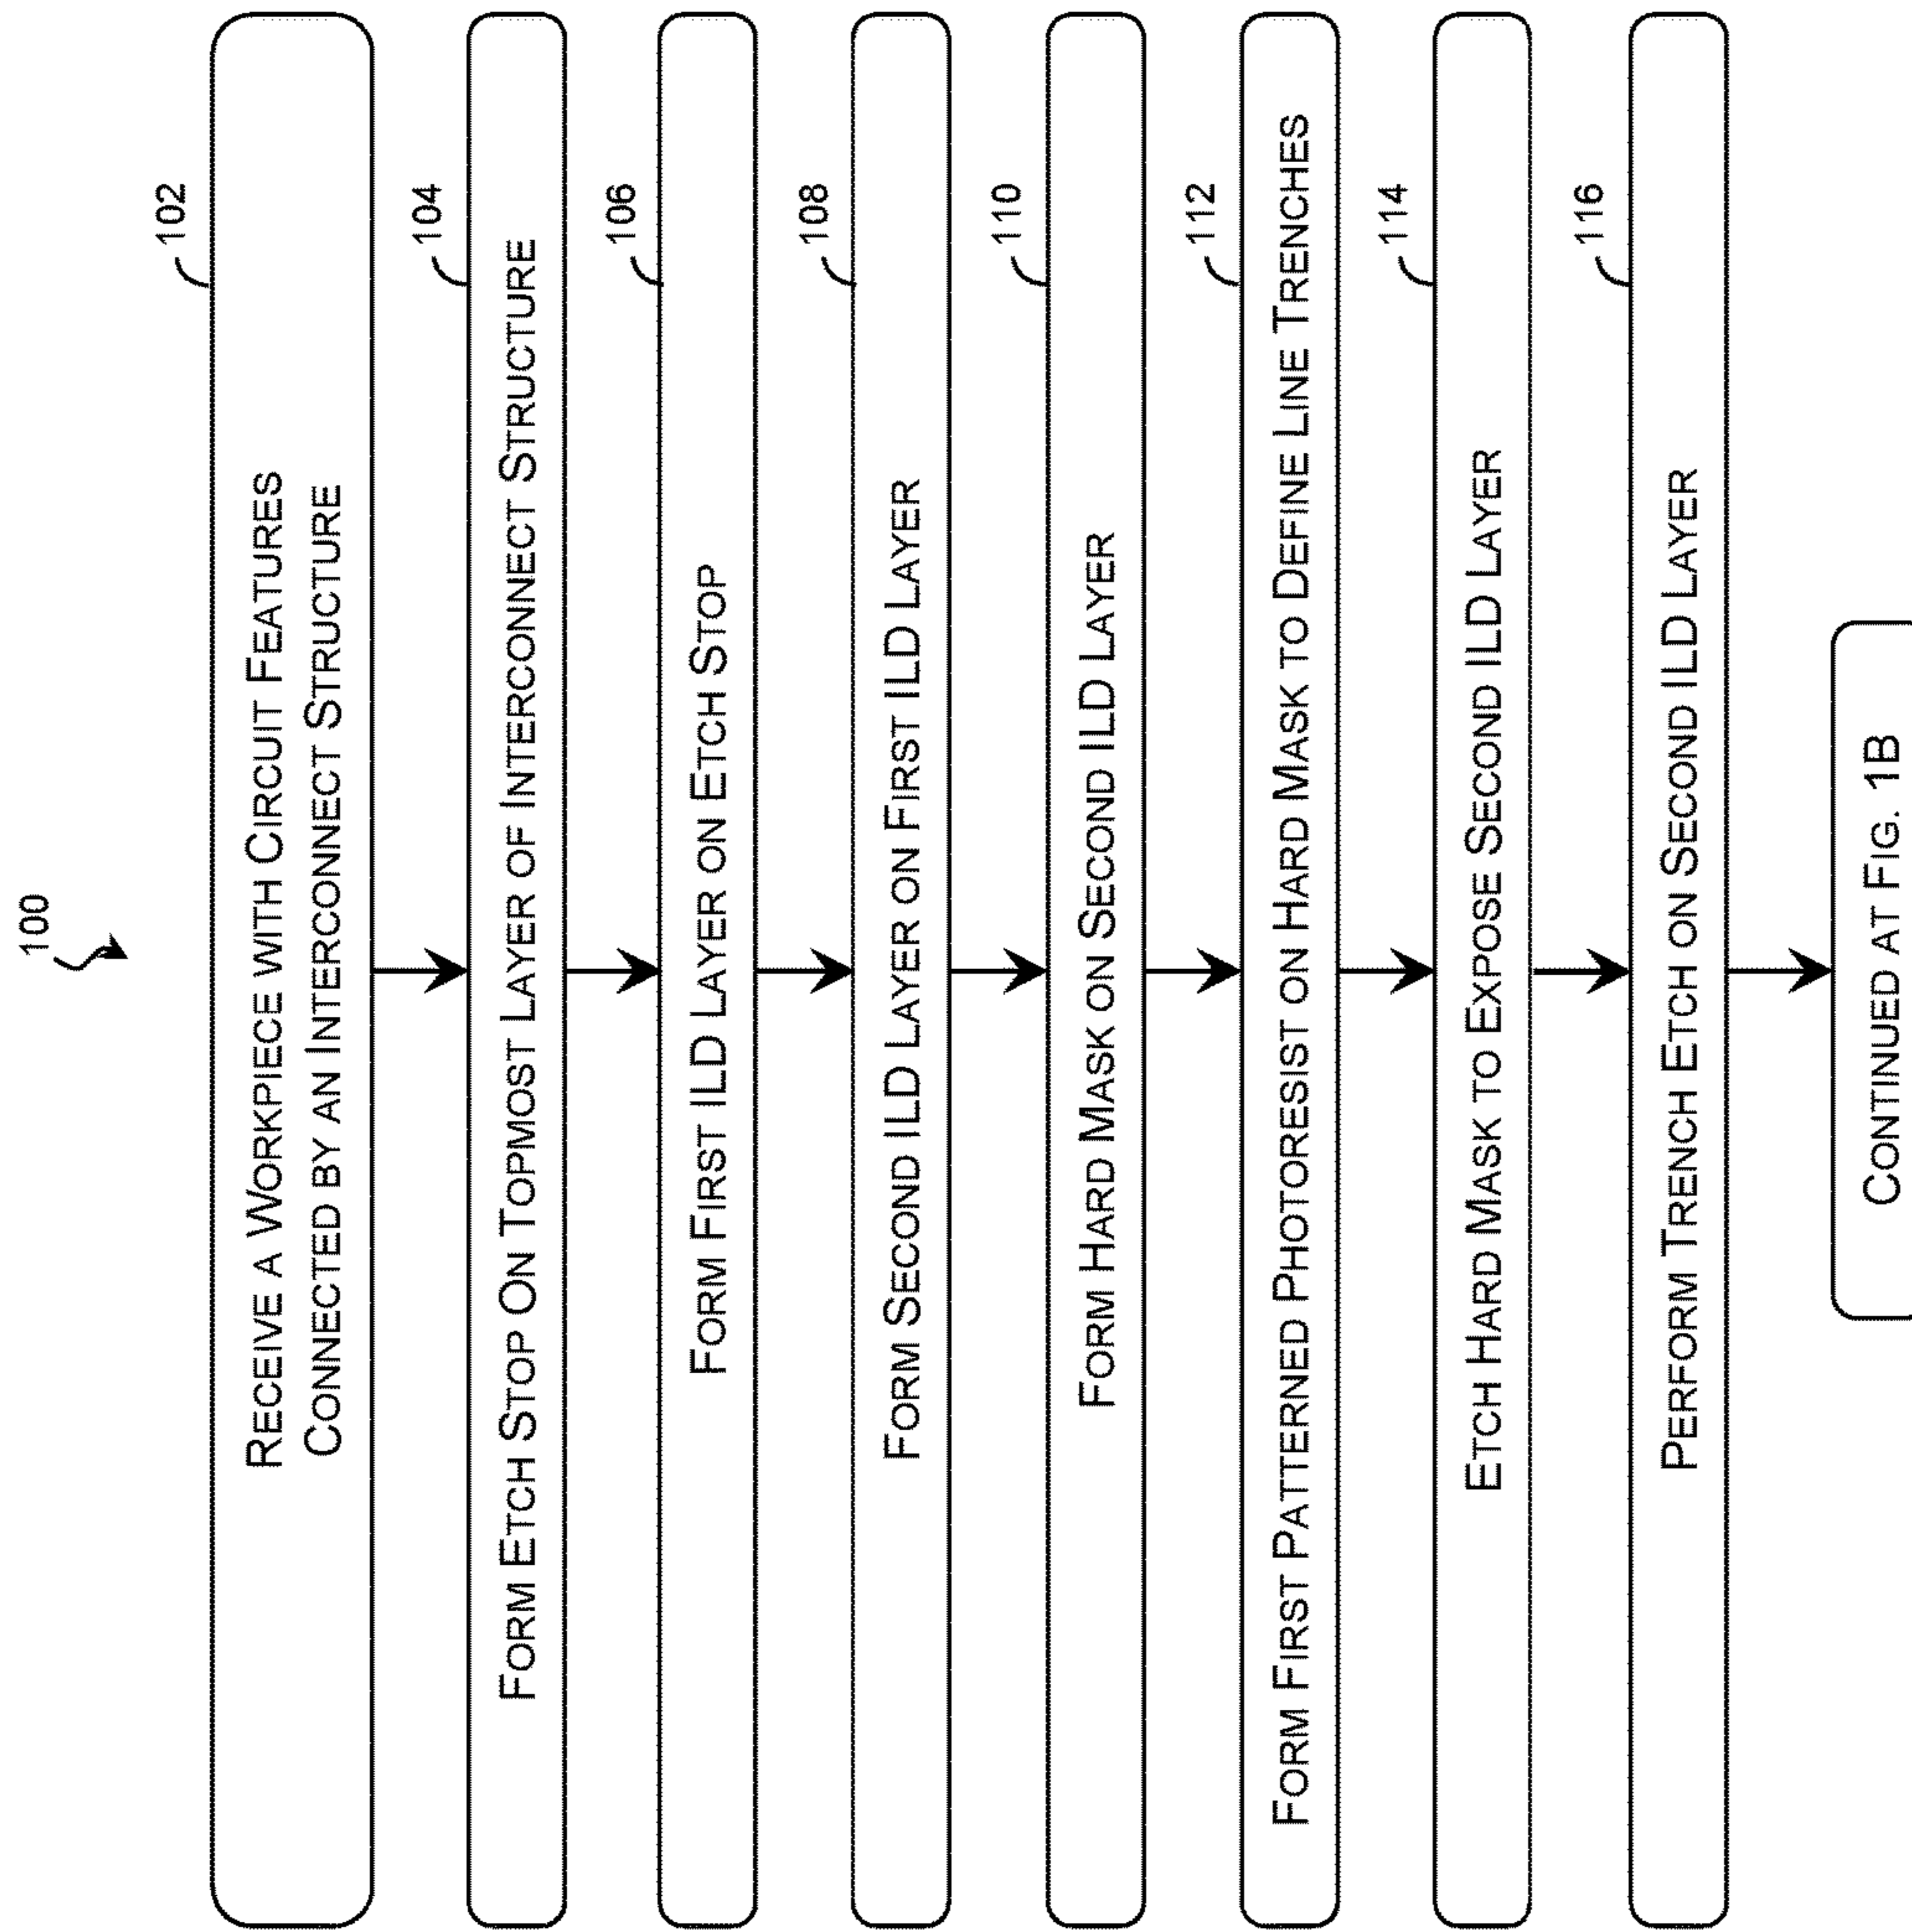 100
102
RECEIVE A WORKPIECE WITH CIRCUIT FEATURES
CONNECTED BY AN INTERCONNECT STRUCTURE
104
FORM ETCH STOP ON TOPMOST LAYER OF INTERCONNECT STRUCTURE
106
FORM FIRST ILD LAYER ON ETCH STOP
108
FORM SECOND ILD LAYER ON FIRST ILD LAYER
110
FORM HARD MASK ON SECOND ILD LAYER
112
FORM FIRST PATTERNED PHOTORESIST ON HARD MASK TO DEFINE LINE TRENCHES
114
ETCH HARD MASK TO EXPOSE SECOND ILD LAYER
116
PERFORM TRENCH ETCH ON SECOND ILD LAYER
CONTINUED AT FIG. 1B